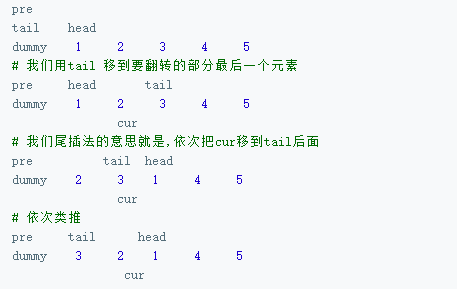 pre
tail head
dummy 1 2 3 4 5
# 我们用tail 移到要翻转的部分最后一个元素
pre head tail
dummy 1 2 3 4 5
cur
# 我们尾插法的意思就是,依次把cur移到tail后面
pre tail head
dummy 2 3 1 4 5
cur
# 依次类推
pre tail head
dummy 3 2 1 4 5
cur